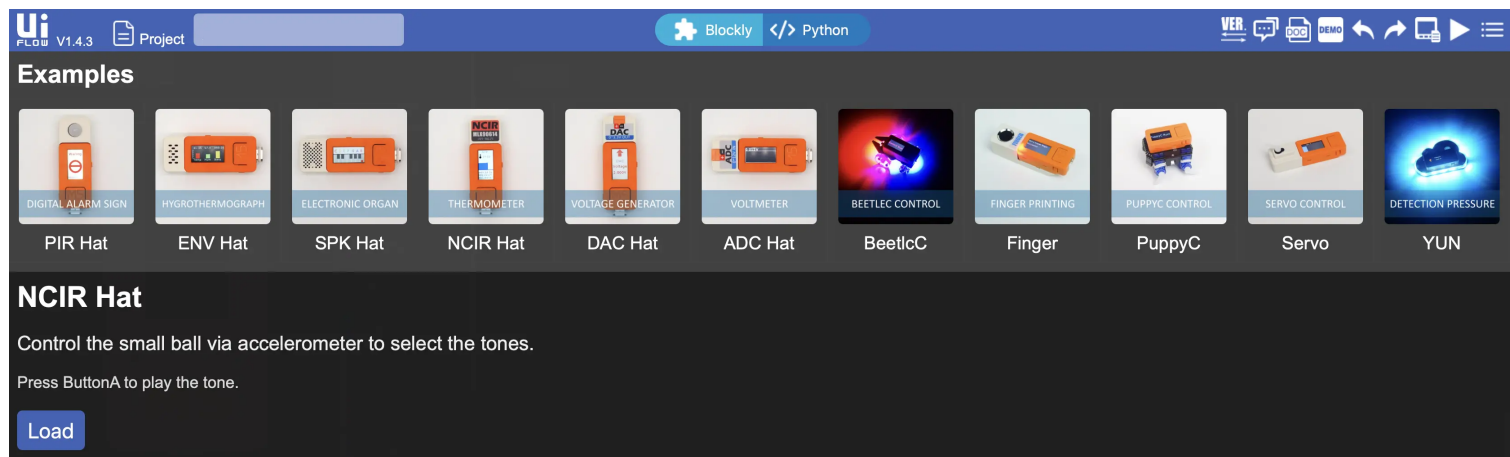 Ui
FLOW V1.4.3 Project Blockly </> Python VER. DOC DEMO
Examples
NCIR
DAC
ADC
DIGITAL ALARM SIGN HYGROTHERMOGRAPH ELECTRONIC ORGAN THERMOMETER VOLTAGE GENERATOR VOLTMETER BEETLEC CONTROL FINGER PRINTING PUPPYC CONTROL SERVO CONTROL DETECTION PRESSURE
PIR Hat ENV Hat SPK Hat NCIR Hat DAC Hat ADC Hat BeetlcC Finger PuppyC Servo YUN
NCIR Hat
Control the small ball via accelerometer to select the tones.
Press ButtonA to play the tone.
Load